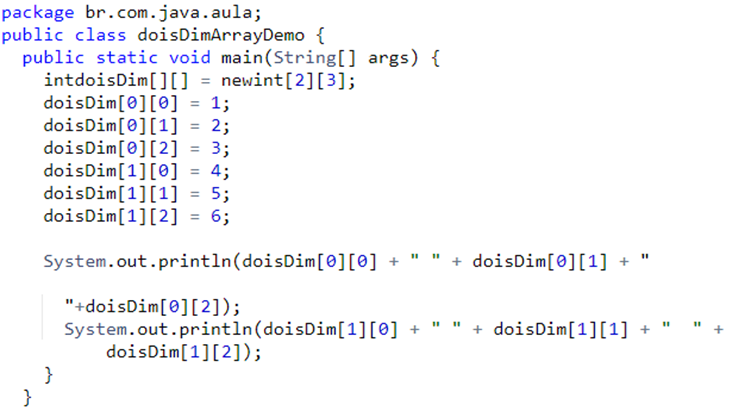 package br.com.java.aula;
public class doisDimArrayDemo {
  public static void main(String[] args) {
    intdoisDim[][] = newint[2][3];
    doisDim[0][0] = 1;
    doisDim[0][1] = 2;
    doisDim[0][2] = 3;
    doisDim[1][0] = 4;
    doisDim[1][1] = 5;
    doisDim[1][2] = 6;

    System.out.println(doisDim[0][0] + " " + doisDim[0][1] + "

      "+doisDim[0][2]);
      System.out.println(doisDim[1][0] + " " + doisDim[1][1] + "  " +
          doisDim[1][2]);
    }
  }